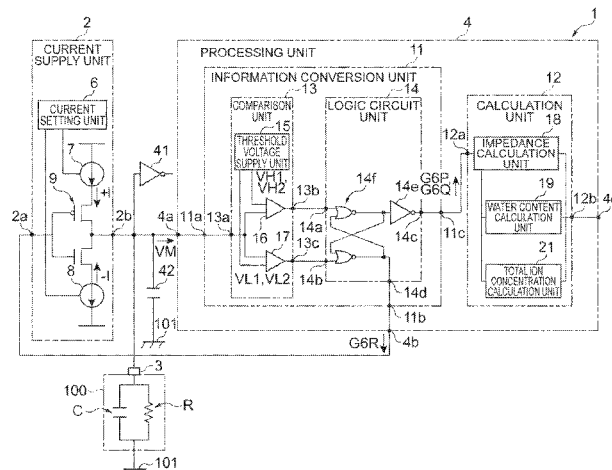 1
2
CURRENT
SUPPLY UNIT
4
PROCESSING UNIT
11
INFORMATION CONVERSION UNIT
13
COMPARISON
UNIT
14
LOGIC CIRCUIT
UNIT
12
CALCULATION
UNIT
6
CURRENT
SETTING UNIT
7
+I
9
8
-I
2a
2b
41
4a
VM
42
101
11a
13a
15
THRESHOLD
VOLTAGE
SUPPLY UNIT
VH1,
VH2
16
13b
17
13c
VL1, VL2
14a
14b
14f
14e
14c
14d
11c
11b
4b
G6R
G6P
G6Q
12a
18
IMPEDANCE
CALCULATION
UNIT
19
WATER CONTENT
CALCULATION
UNIT
21
TOTAL ION
CONCENTRATION
CALCULATION UNIT
12b
4c
3
100
C
R
101